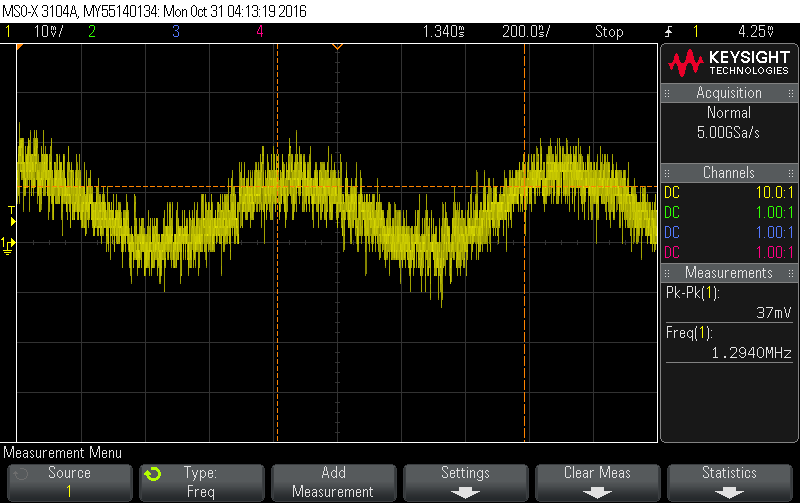 MSO-X 3104A, MY55140134: Mon Oct 31 04:13:19 2016
1 10mV/ 2 3 4 1.340s 200.0s/ Stop 1 4.25V
KEYSIGHT
TECHNOLOGIES
Acquisition
Normal
5.00GSa/s
Channels
DC 10.0:1
DC 1.00:1
DC 1.00:1
DC 1.00:1
Measurements
Pk-Pk(1):
37mV
Freq(1):
1.2940MHz
T
1
Measurement Menu
Source
1
Type:
Freq
Add
Measurement
Settings
Clear Meas
Statistics